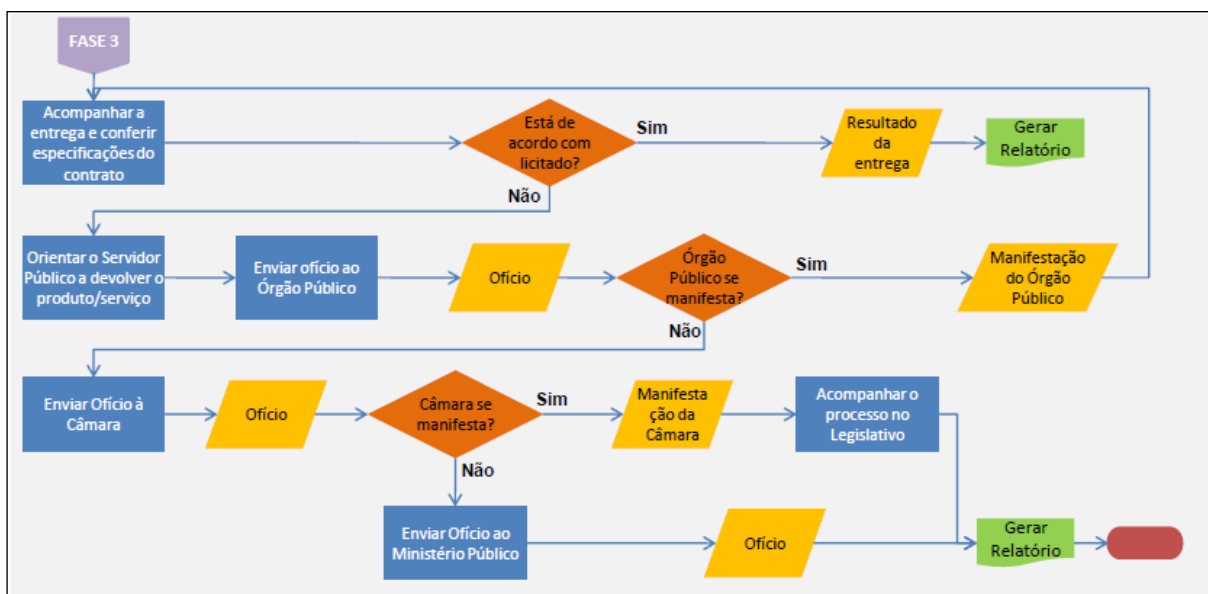 FASE 3
Acompanhar a
entrega e conferir
especificações do
contrato
Está de
acordo com
licitado?
Sim
Resultado
da
entrega
Gerar
Relatório
Não
Orientar o Servidor
Público a devolver o
produto/serviço
Enviar ofício ao
Órgão Público
Ofício
Órgão
Público se
manifesta?
Sim
Manifestação
do Órgão
Público
Não
Enviar Ofício à
Câmara
Ofício
Câmara se
manifesta?
Sim
Manifesta
ção da
Câmara
Acompanhar o
processo no
Legislativo
Não
Enviar Ofício ao
Ministério Público
Ofício
Gerar
Relatório